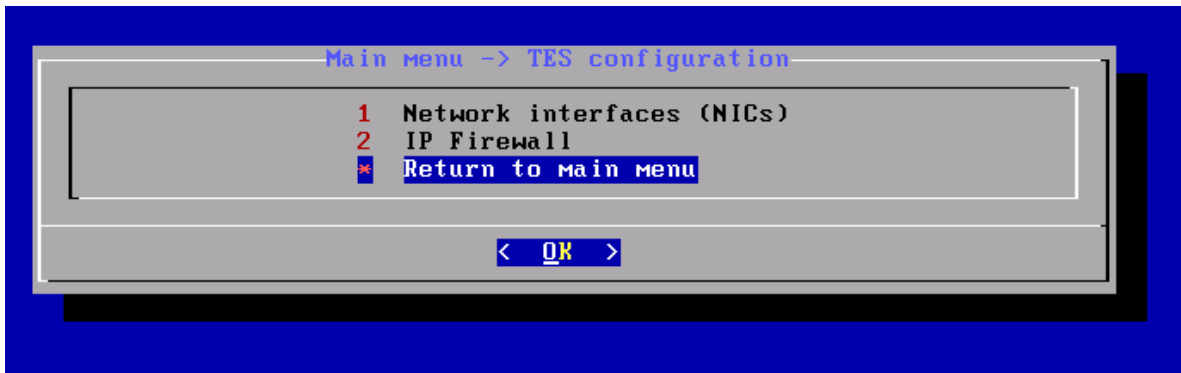 Main menu -> TES configuration
1 Network interfaces (NICs)
2 IP Firewall
* Return to main menu
< OK >